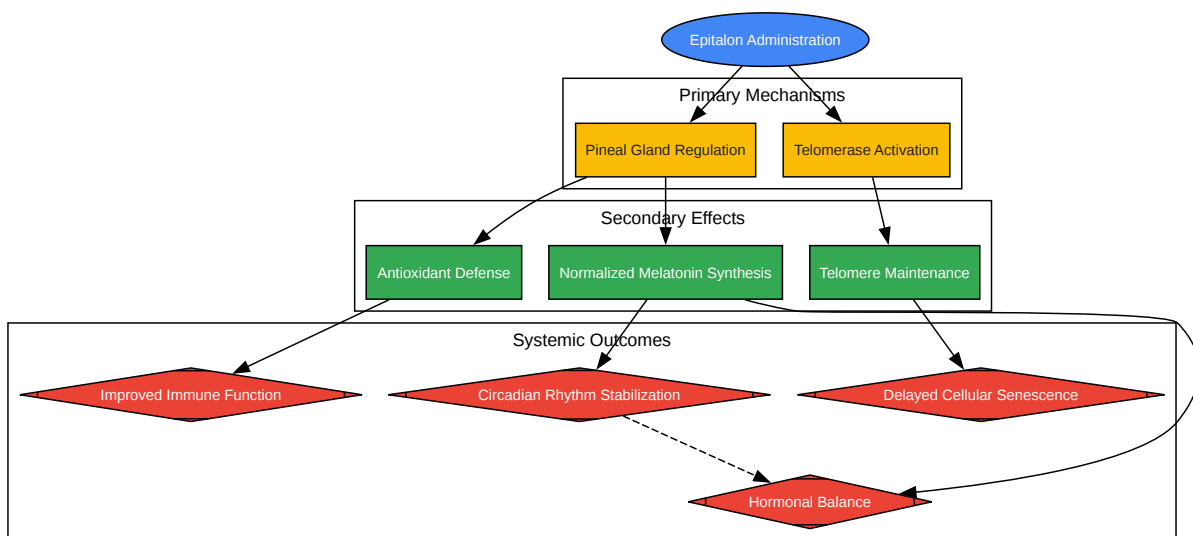 Epitalon Administration
Primary Mechanisms
Pineal Gland Regulation
Telomerase Activation
Secondary Effects
Antioxidant Defense
Normalized Melatonin Synthesis
Telomere Maintenance
Systemic Outcomes
Improved Immune Function
Circadian Rhythm Stabilization
Delayed Cellular Senescence
Hormonal Balance